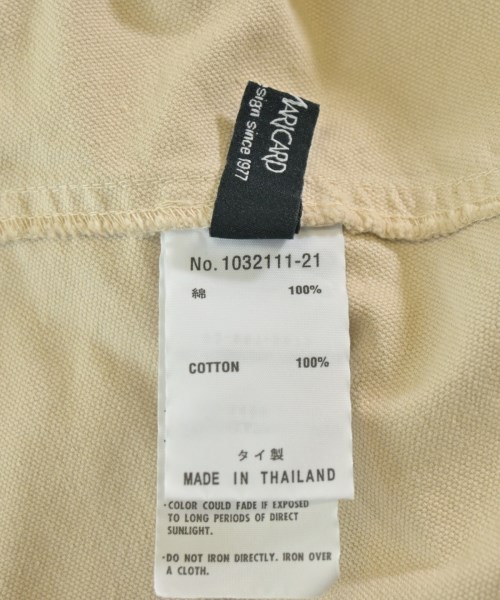 MARICARD
design since 1977
No. 1032111-21
綿 100%
COTTON 100%
タイ製
MADE IN THAILAND
·COLOR COULD FADE IF EXPOSED
TO LONG PERIODS OF DIRECT
SUNLIGHT.
·DO NOT IRON DIRECTLY. IRON OVER
A CLOTH.